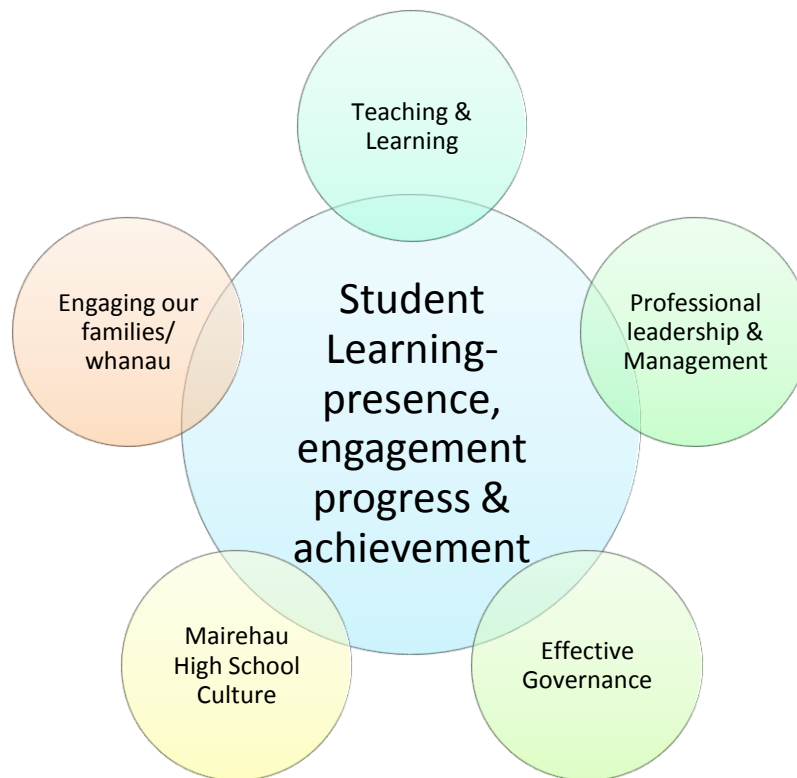 Teaching &
Learning
Engaging our
families/
whanau
Student
Learning-
presence,
engagement
progress &
achievement
Professional
leadership &
Management
Mairehau
High School
Culture
Effective
Governance